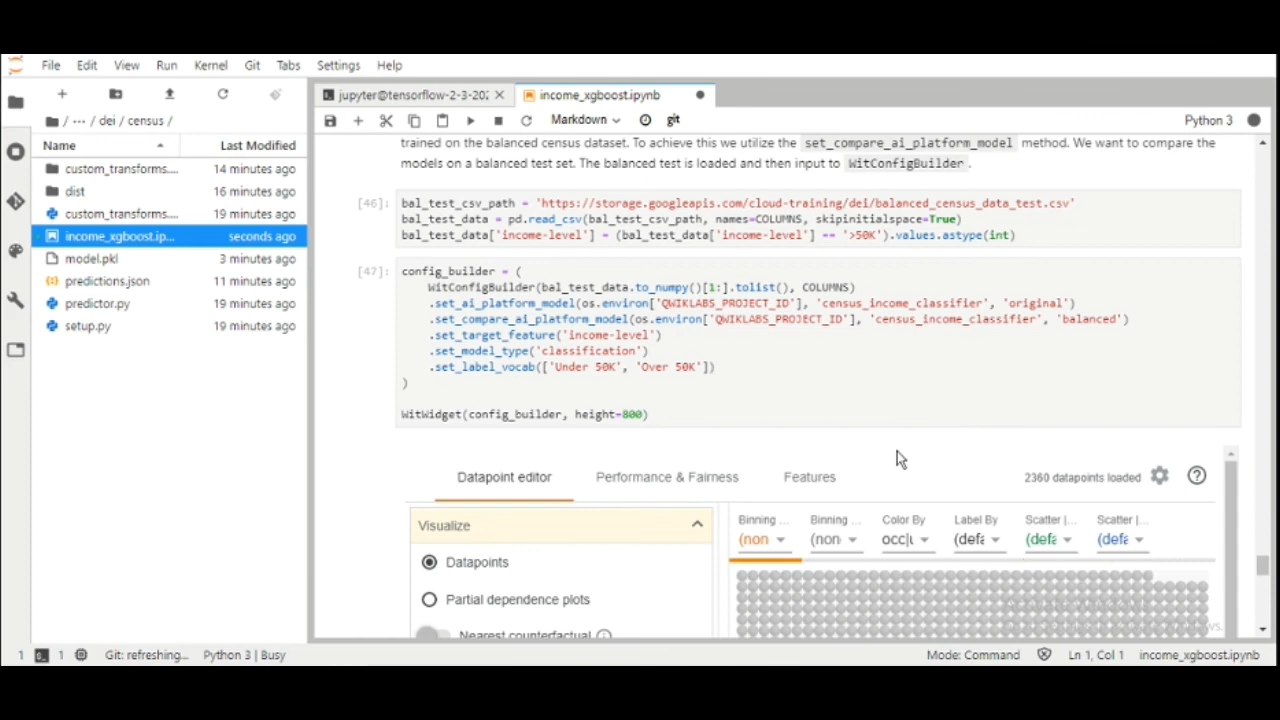 File Edit View Run Kernel Git Tabs Settings Help
jupyter@tensorflow-2-3-202
income_xgboost.ipynb
/ ··· / dei / census /
Markdown
git
Python 3
Name
Last Modified
trained on the balanced census dataset. To achieve this we utilize the set_compare_ai_platform_model method. We want to compare the
models on a balanced test set. The balanced test is loaded and then input to WitConfigBuilder .
custom_transforms.... 14 minutes ago
dist 16 minutes ago
custom_transforms.... 19 minutes ago
income_xgboost.ip... seconds ago
model.pkl 3 minutes ago
predictions.json 11 minutes ago
predictor.py 19 minutes ago
setup.py 19 minutes ago
[46]: bal_test_csv_path = 'https://storage.googleapis.com/cloud-training/dei/balanced_census_data_test.csv'
bal_test_data = pd.read_csv(bal_test_csv_path, names=COLUMNS, skipinitialspace=True)
bal_test_data['income-level'] = (bal_test_data['income-level'] == '>50K').values.astype(int)
[47]: config_builder = (
WitConfigBuilder(bal_test_data.to_numpy()[1:].tolist(), COLUMNS)
.set_ai_platform_model(os.environ['QWIKLABS_PROJECT_ID'], 'census_income_classifier', 'original')
.set_compare_ai_platform_model(os.environ['QWIKLABS_PROJECT_ID'], 'census_income_classifier', 'balanced')
.set_target_feature('income-level')
.set_model_type('classification')
.set_label_vocab(['Under 50K', 'Over 50K'])
)
WitWidget(config_builder, height=800)
Datapoint editor Performance & Fairness Features 2360 datapoints loaded
Visualize
Datapoints
Partial dependence plots
Nearest counterfactual
Binning ... Binning ... Color By Label By Scatter |... Scatter |...
(non (non occ|u (defa (defa (defa
1 1 Git: refreshing... Python 3 | Busy Mode: Command Ln 1, Col 1 income_xgboost.ipynb